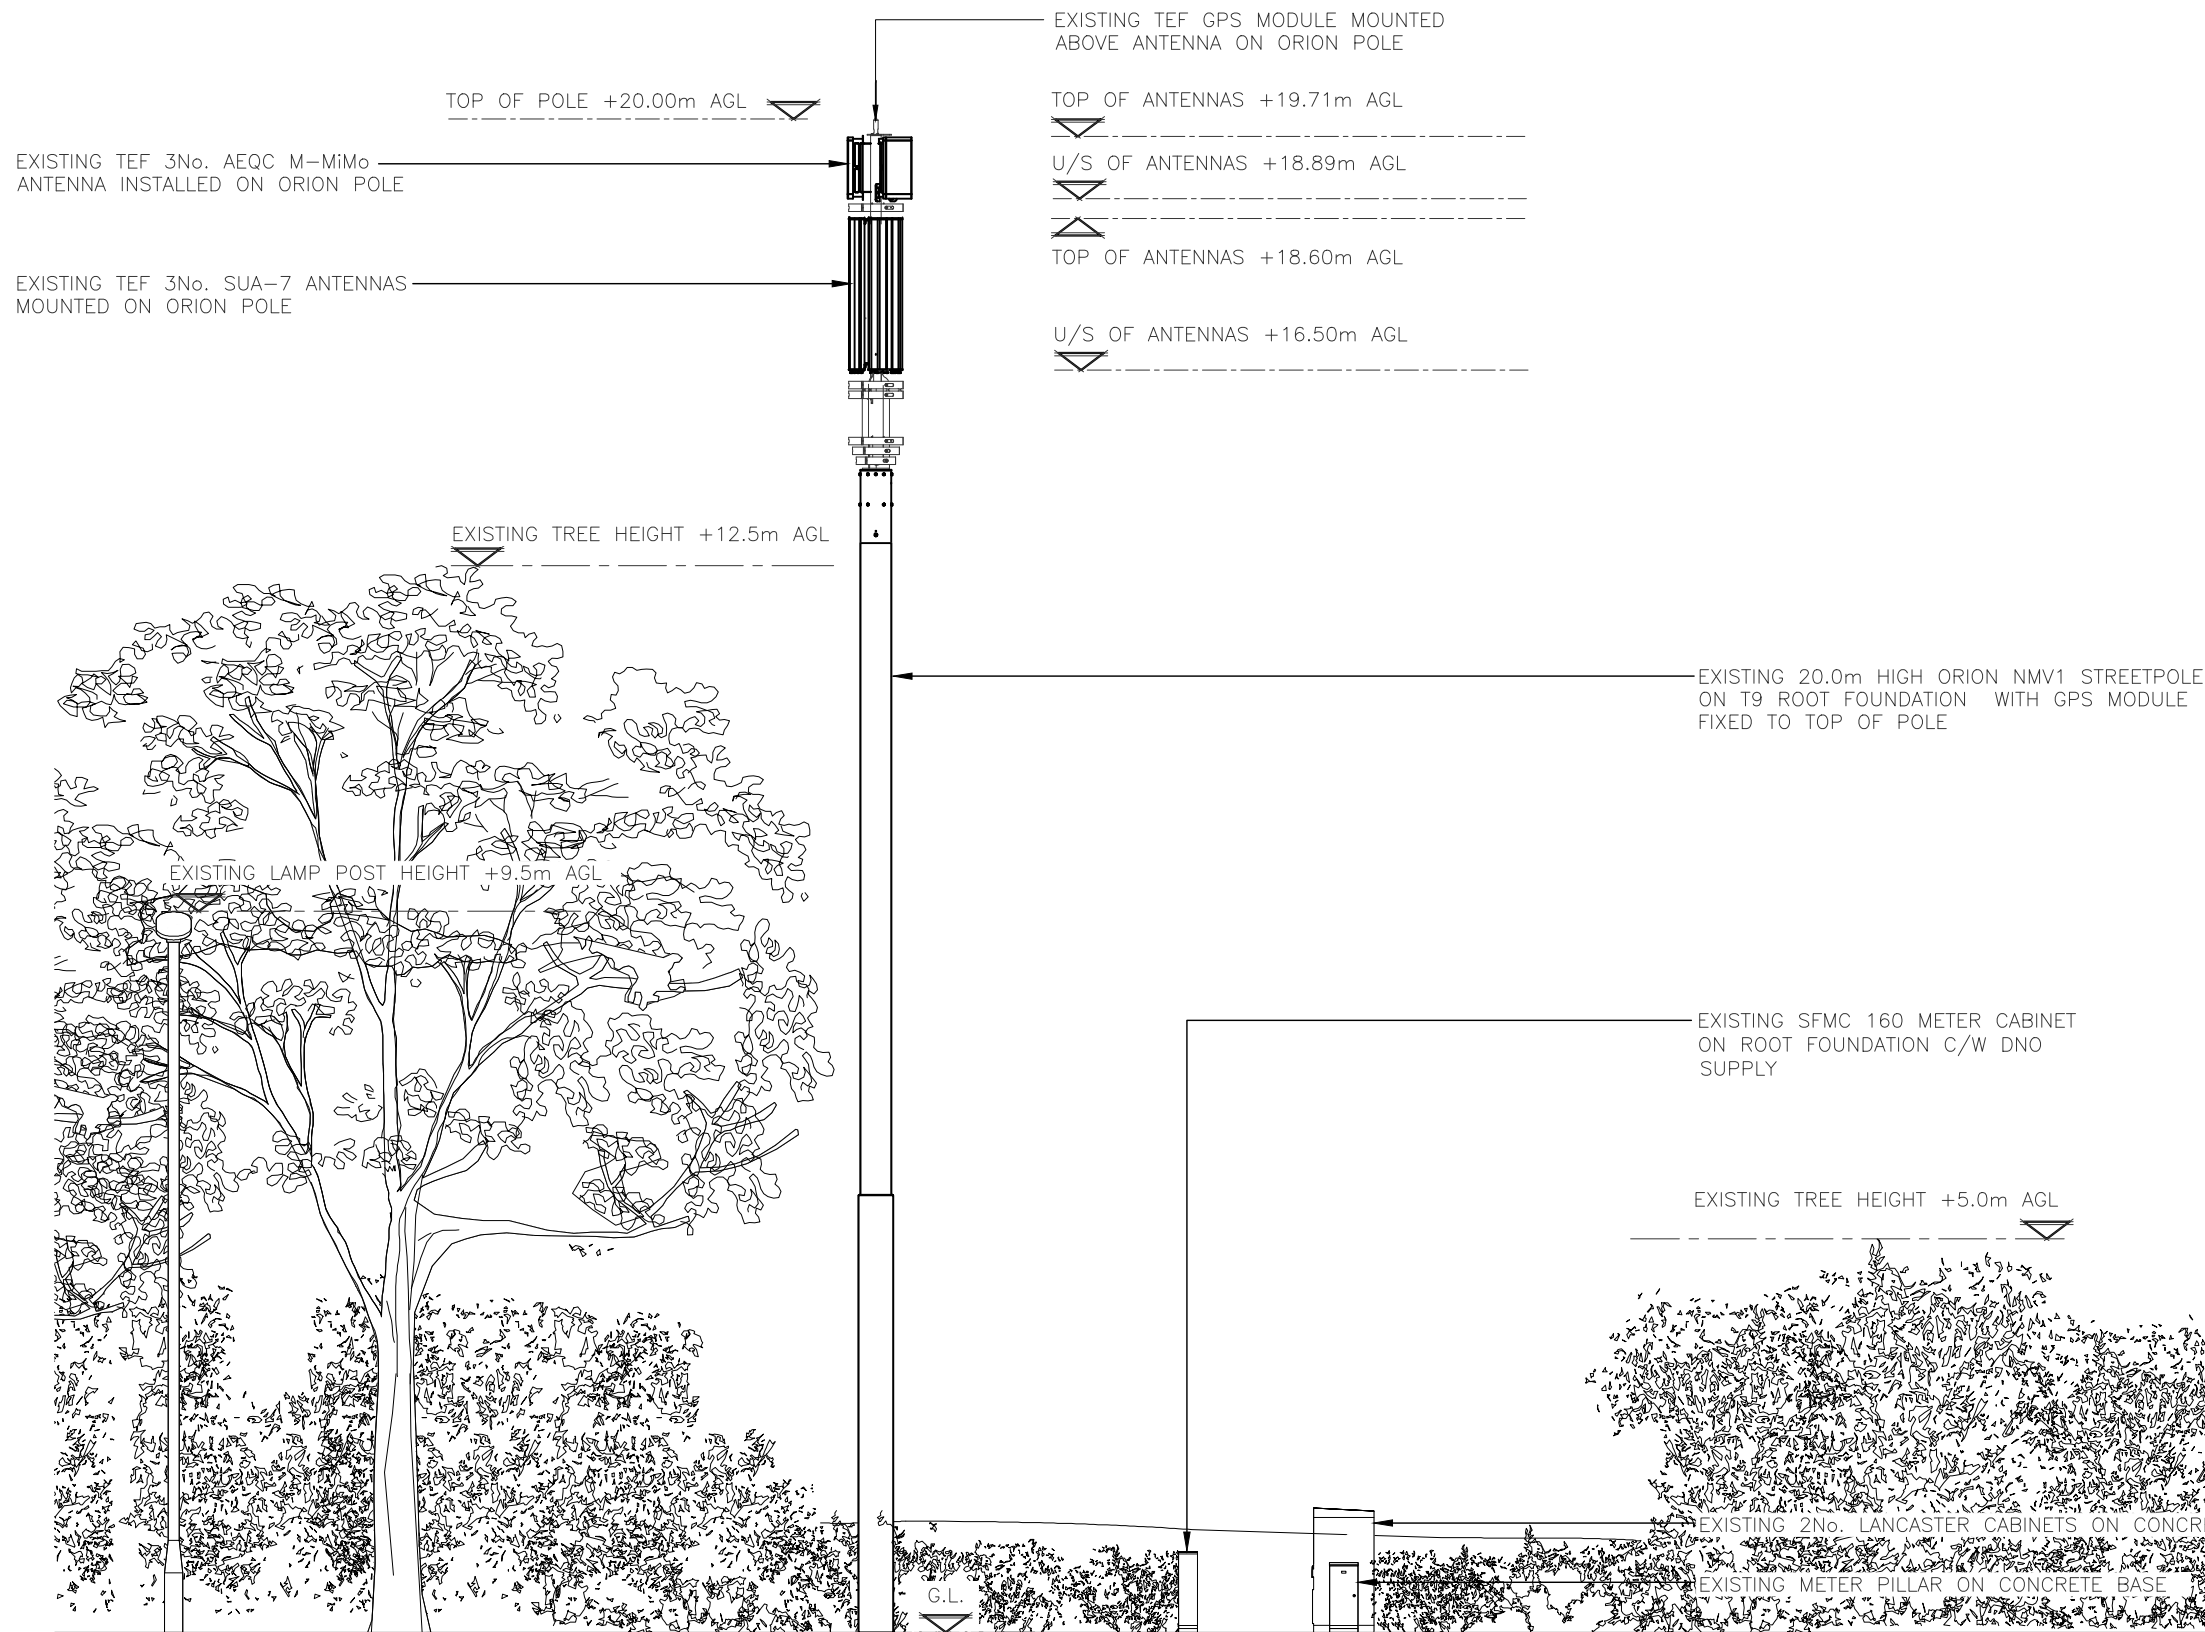 EXISTING TEF GPS MODULE MOUNTED
ABOVE ANTENNA ON ORION POLE
TOP OF POLE +20.00m AGL
TOP OF ANTENNAS +19.71m AGL
EXISTING TEF 3No. AEQC M-MiMo
ANTENNA INSTALLED ON ORION POLE
U/S OF ANTENNAS +18.89m AGL
TOP OF ANTENNAS +18.60m AGL
EXISTING TEF 3No. SUA-7 ANTENNAS
MOUNTED ON ORION POLE
U/S OF ANTENNAS +16.50m AGL
EXISTING TREE HEIGHT +12.5m AGL
EXISTING 20.0m HIGH ORION NMV1 STREETPOLE
ON T9 ROOT FOUNDATION WITH GPS MODULE
FIXED TO TOP OF POLE
EXISTING LAMP POST HEIGHT +9.5m AGL
EXISTING SFMC 160 METER CABINET
ON ROOT FOUNDATION C/W DNO
SUPPLY
EXISTING TREE HEIGHT +5.0m AGL
EXISTING 2No. LANCASTER CABINETS ON
EXISTING METER PILLAR ON CONCRETE BASE
G.L.